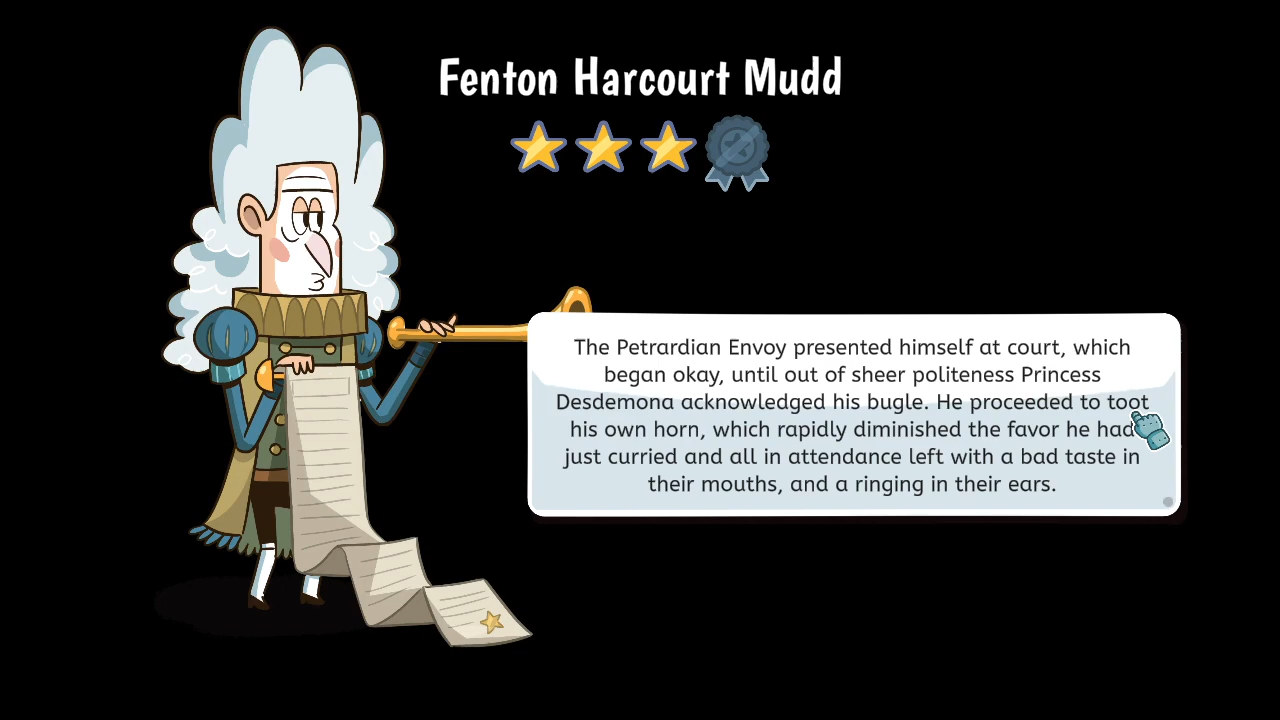 Fenton Harcourt Mudd
The Petrardian Envoy presented himself at court, which
began okay, until out of sheer politeness Princess
Desdemona acknowledged his bugle. He proceeded to toot
his own horn, which rapidly diminished the favor he had
just curried and all in attendance left with a bad taste in
their mouths, and a ringing in their ears.